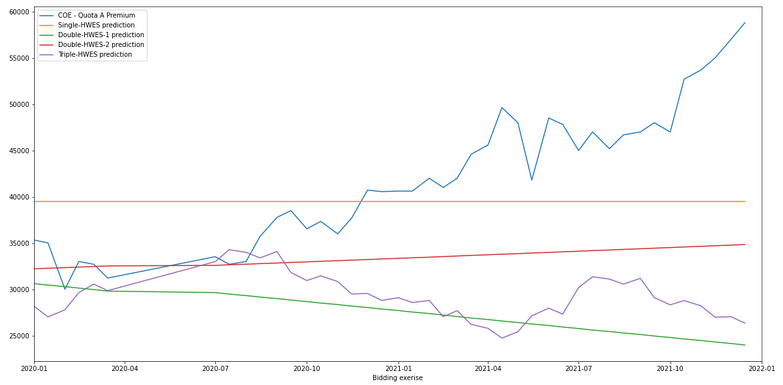 COE - Quota A Premium
Single-HWES prediction
Double-HWES-1 prediction
Double-HWES-2 prediction
Triple-HWES prediction
60000
55000
50000
45000
40000
35000
30000
25000
2020-01 2020-04 2020-07 2020-10 2021-01 2021-04 2021-07 2021-10 2022-01
Bidding exerise